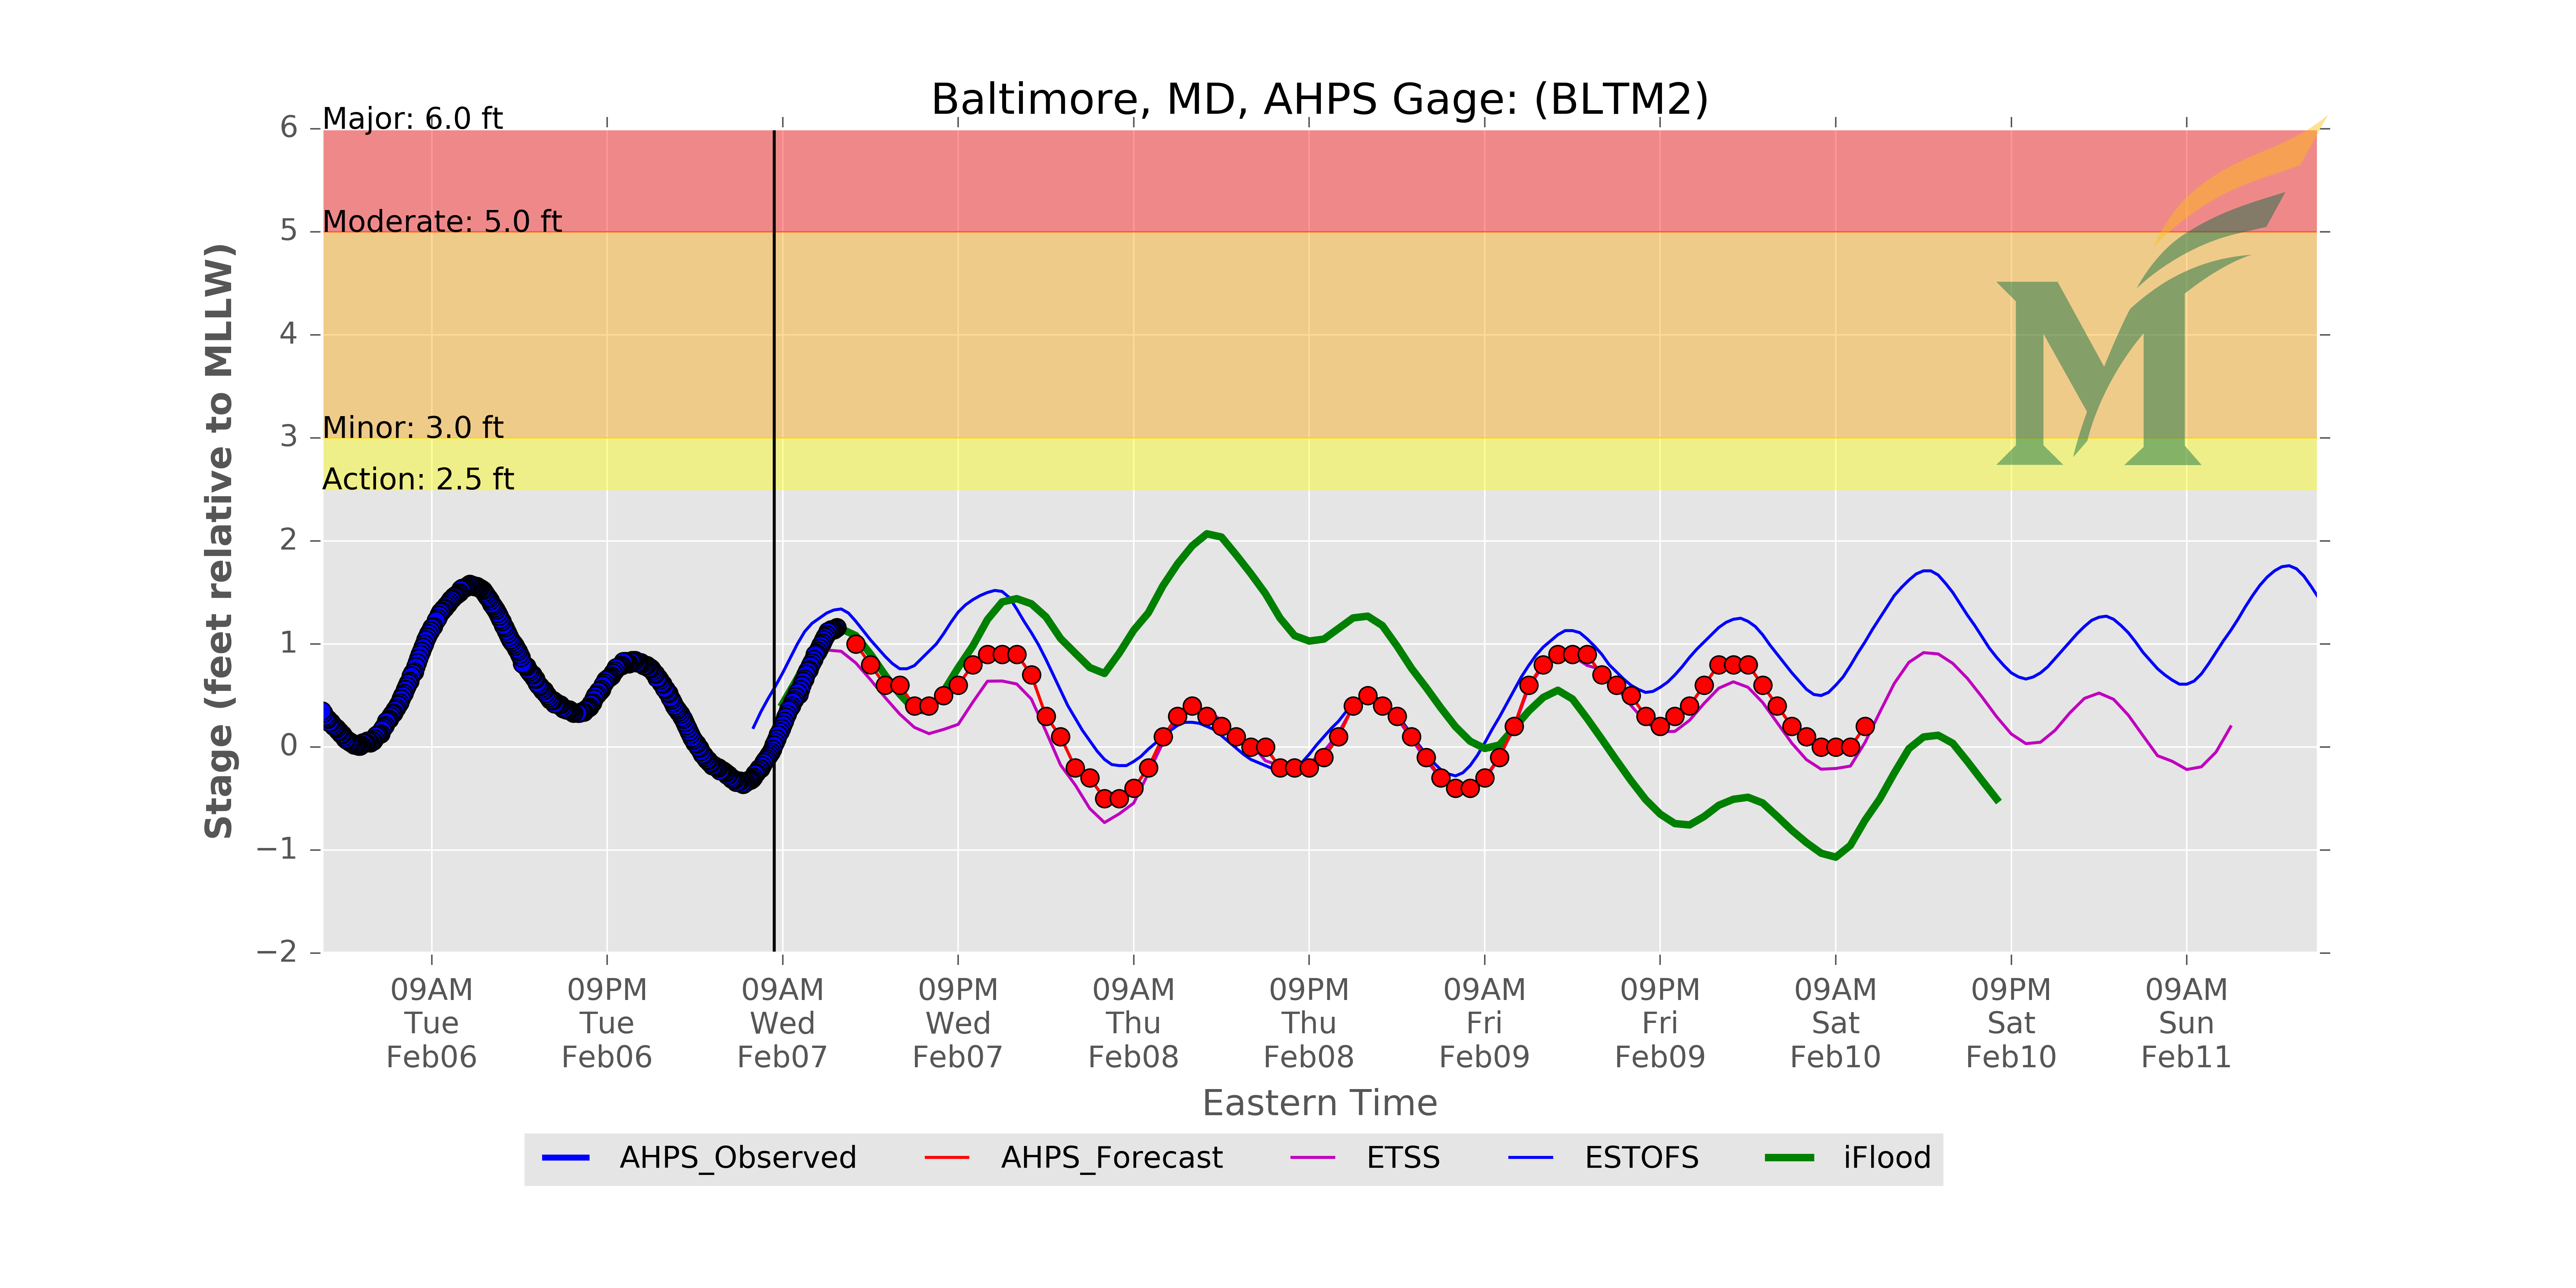 Baltimore, MD, AHPS Gage: (BLTM2)
Major: 6.0 ft
Moderate: 5.0 ft
Minor: 3.0 ft
Action: 2.5 ft
Stage (feet relative to MLLW)
6
5
4
3
2
1
0
−1
−2
09AM 09PM 09AM 09PM 09AM 09PM 09AM 09PM 09AM 09PM 09AM
Tue Tue Wed Wed Thu Thu Fri Fri Sat Sat Sun
Feb06 Feb06 Feb07 Feb07 Feb08 Feb08 Feb09 Feb09 Feb10 Feb10 Feb11
Eastern Time
AHPS_Observed AHPS_Forecast ETSS ESTOFS iFlood
M